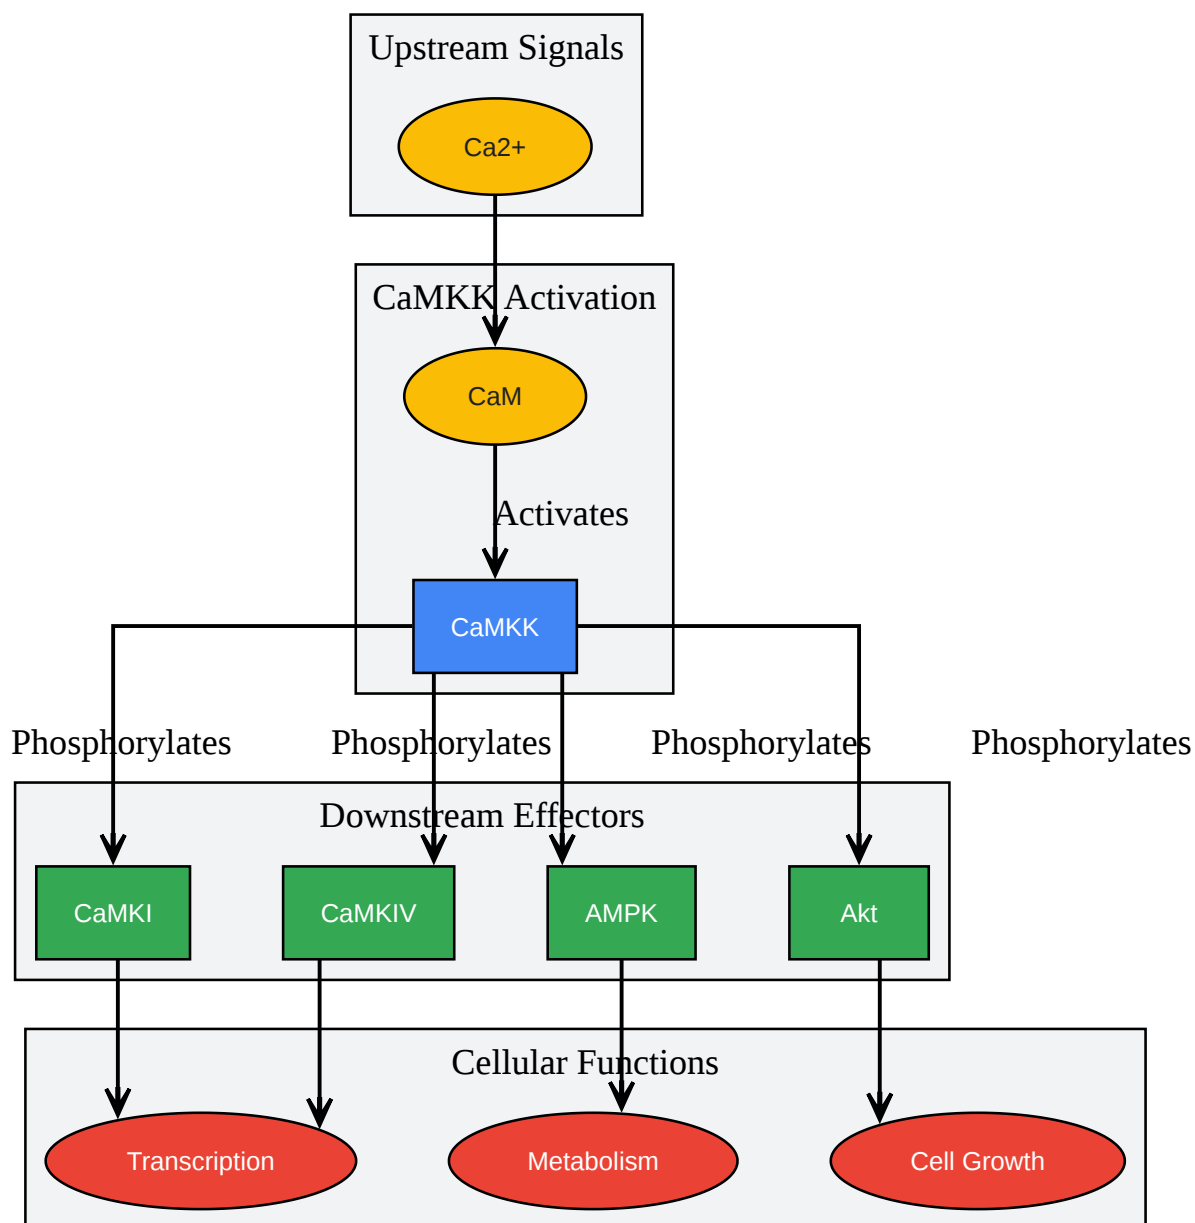 Upstream Signals
Ca2+
CaMKK Activation
CaM
Activates
CaMKK
Phosphorylates
Phosphorylates
Phosphorylates
Phosphorylates
Downstream Effectors
CaMKI
CaMKIV
AMPK
Akt
Cellular Functions
Transcription
Metabolism
Cell Growth